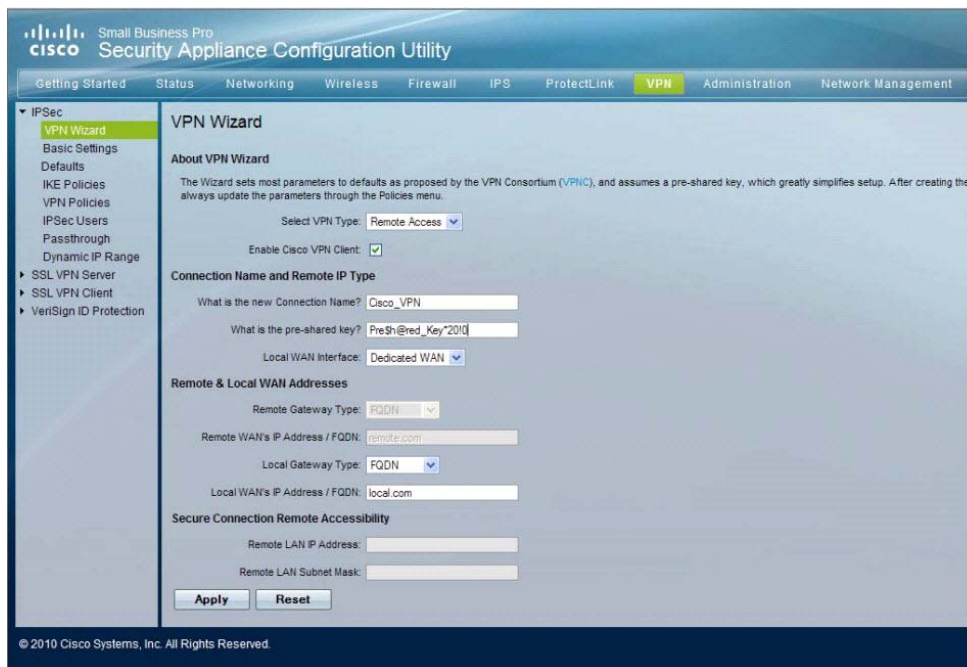 Small Business Pro
CISCO Security Appliance Configuration Utility
Getting Started Status Networking Wireless Firewall IPS ProtectLink VPN Administration Network Management
IPSec
VPN Wizard
Basic Settings
Defaults
IKE Policies
VPN Policies
IPSec Users
Passthrough
Dynamic IP Range
SSL VPN Server
SSL VPN Client
VeriSign ID Protection
VPN Wizard
About VPN Wizard
The Wizard sets most parameters to defaults as proposed by the VPN Consortium (VPNC), and assumes a pre-shared key, which greatly simplifies setup. After creating the
always update the parameters through the Policies menu.
Select VPN Type: Remote Access
Enable Cisco VPN Client:
Connection Name and Remote IP Type
What is the new Connection Name? Cisco_VPN
What is the pre-shared key? Pre$h@red_Key*20!0
Local WAN Interface: Dedicated WAN
Remote & Local WAN Addresses
Remote Gateway Type: FQDN
Remote WAN's IP Address / FQDN: remote.com
Local Gateway Type: FQDN
Local WAN's IP Address / FQDN: local.com
Secure Connection Remote Accessibility
Remote LAN IP Address:
Remote LAN Subnet Mask:
Apply Reset
© 2010 Cisco Systems, Inc. All Rights Reserved.